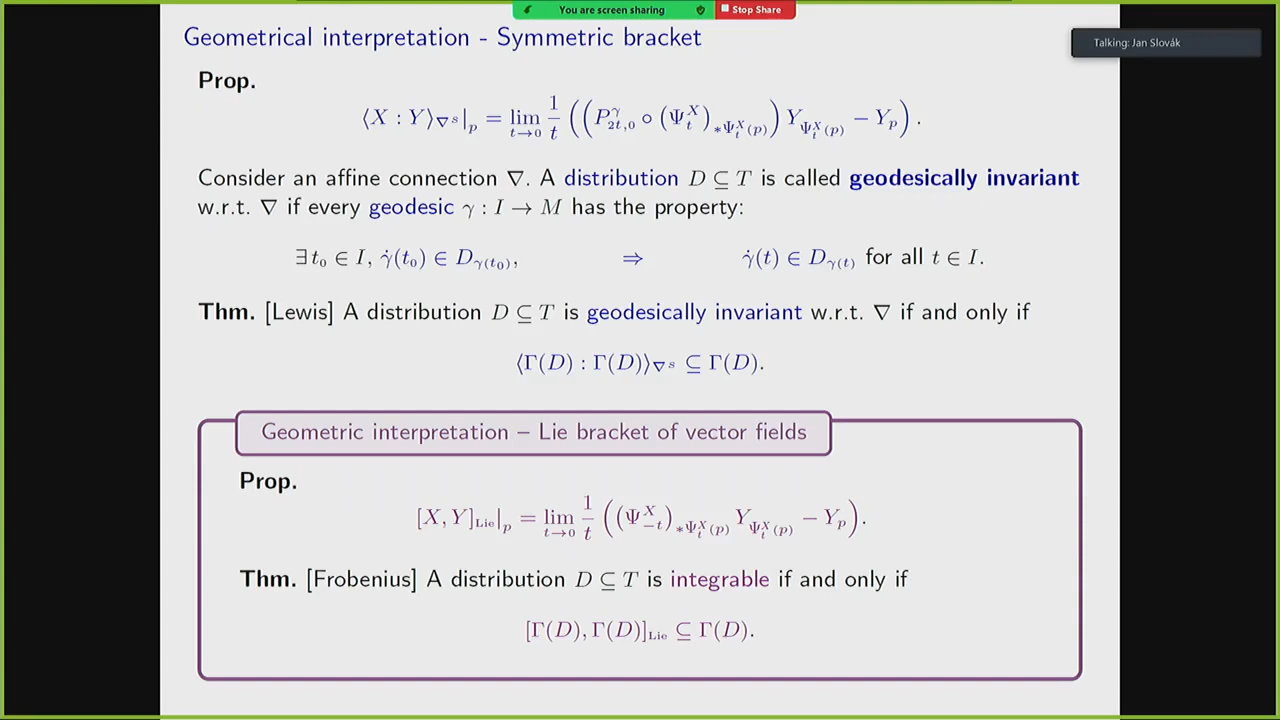 You are screen sharing
Stop Share
Talking: Jan Slovák
Geometrical interpretation - Symmetric bracket
Prop.
⟨X : Y⟩_{∇^s}|_p = lim_{t→0} 1/t ((P^γ_{2t,0} ∘ (Ψ^X_t)_{*Ψ^X_t(p)}) Y_{Ψ^X_t(p)} − Y_p).
Consider an affine connection ∇. A distribution D ⊆ T is called geodesically invariant
w.r.t. ∇ if every geodesic γ : I → M has the property:
∃ t₀ ∈ I, γ̇(t₀) ∈ D_{γ(t₀)}, ⇒ γ̇(t) ∈ D_{γ(t)} for all t ∈ I.
Thm. [Lewis] A distribution D ⊆ T is geodesically invariant w.r.t. ∇ if and only if
⟨Γ(D) : Γ(D)⟩_{∇^s} ⊆ Γ(D).
Geometric interpretation – Lie bracket of vector fields
Prop.
[X, Y]_{Lie}|_p = lim_{t→0} 1/t ((Ψ^X_{−t})_{*Ψ^X_t(p)} Y_{Ψ^X_t(p)} − Y_p).
Thm. [Frobenius] A distribution D ⊆ T is integrable if and only if
[Γ(D), Γ(D)]_{Lie} ⊆ Γ(D).